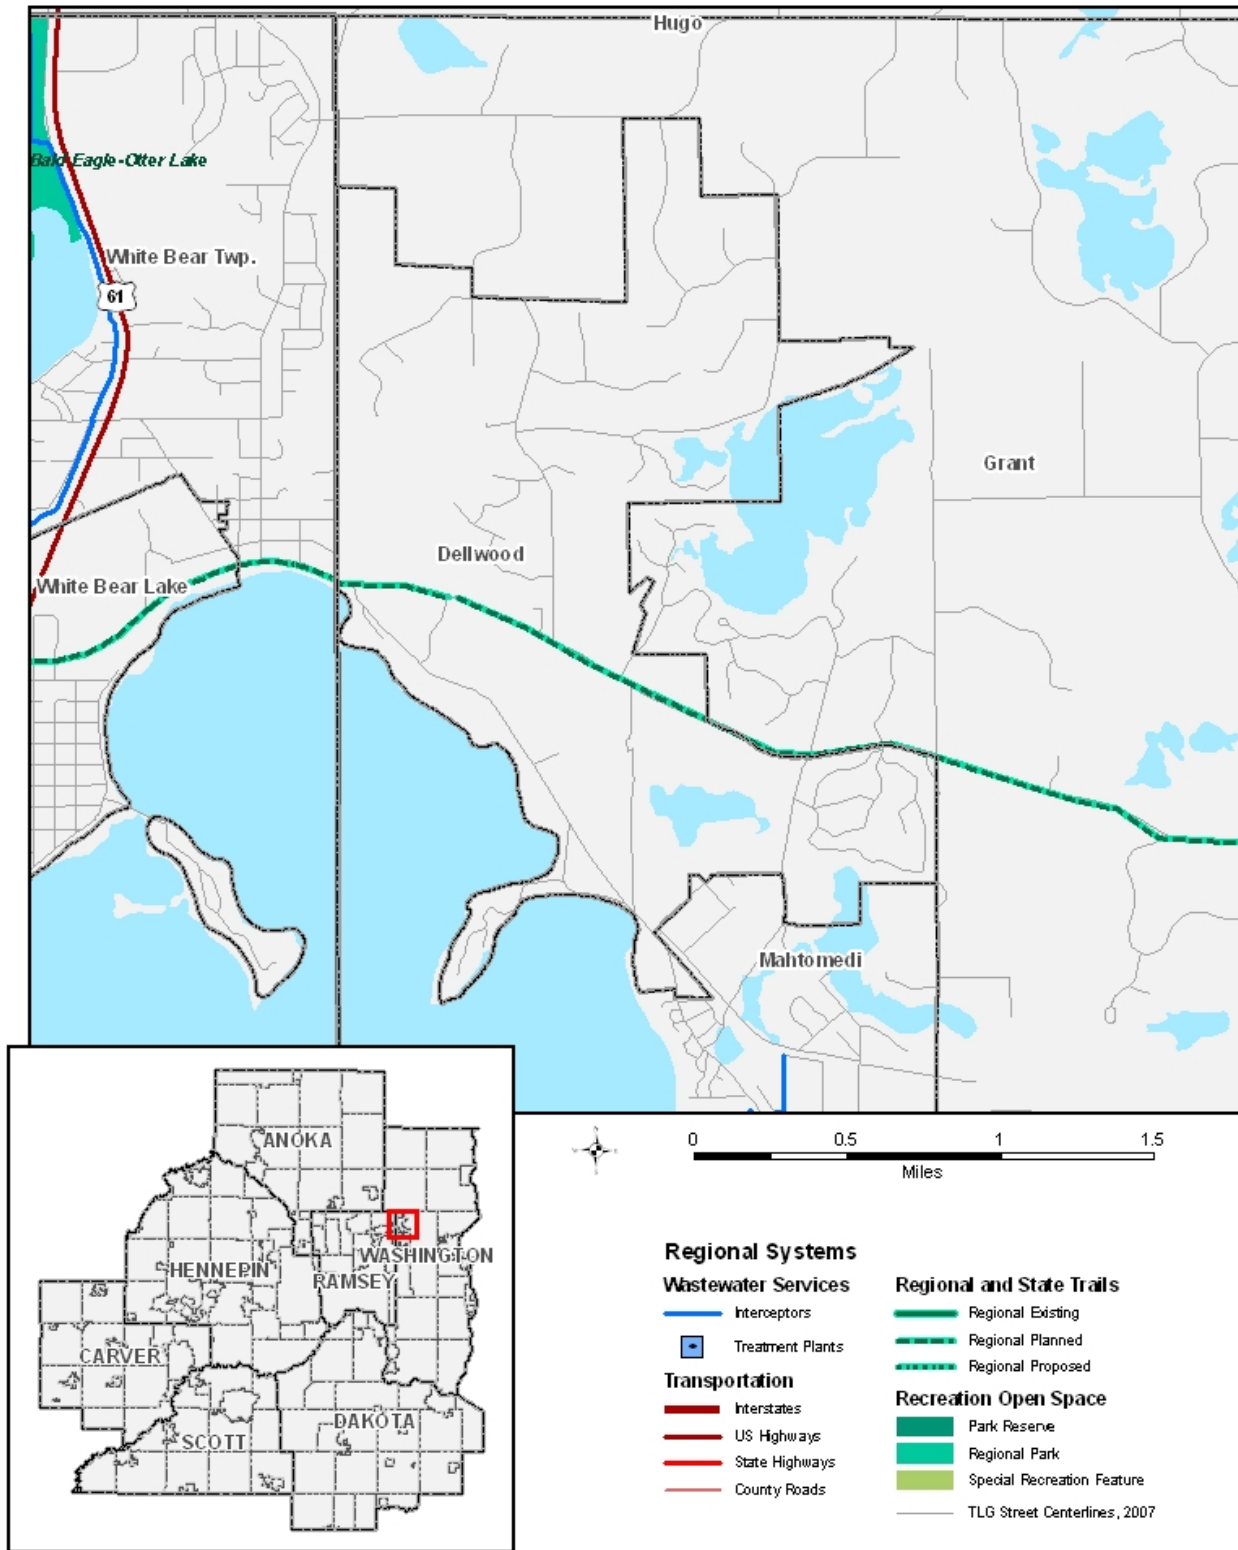 Hugo
Bald Eagle-Otter Lake
White Bear Twp.
61
Grant
Dellwood
White Bear Lake
Mahtomedi
ANOKA
WASHINGTON
HENNEPIN
RAMSEY
CARVER
DAKOTA
SCOTT
0 0.5 1 1.5
Miles
Regional Systems
Wastewater Services
Interceptors
Treatment Plants
Transportation
Interstates
US Highways
State Highways
County Roads
Regional and State Trails
Regional Existing
Regional Planned
Regional Proposed
Recreation Open Space
Park Reserve
Regional Park
Special Recreation Feature
TLG Street Centerlines, 2007